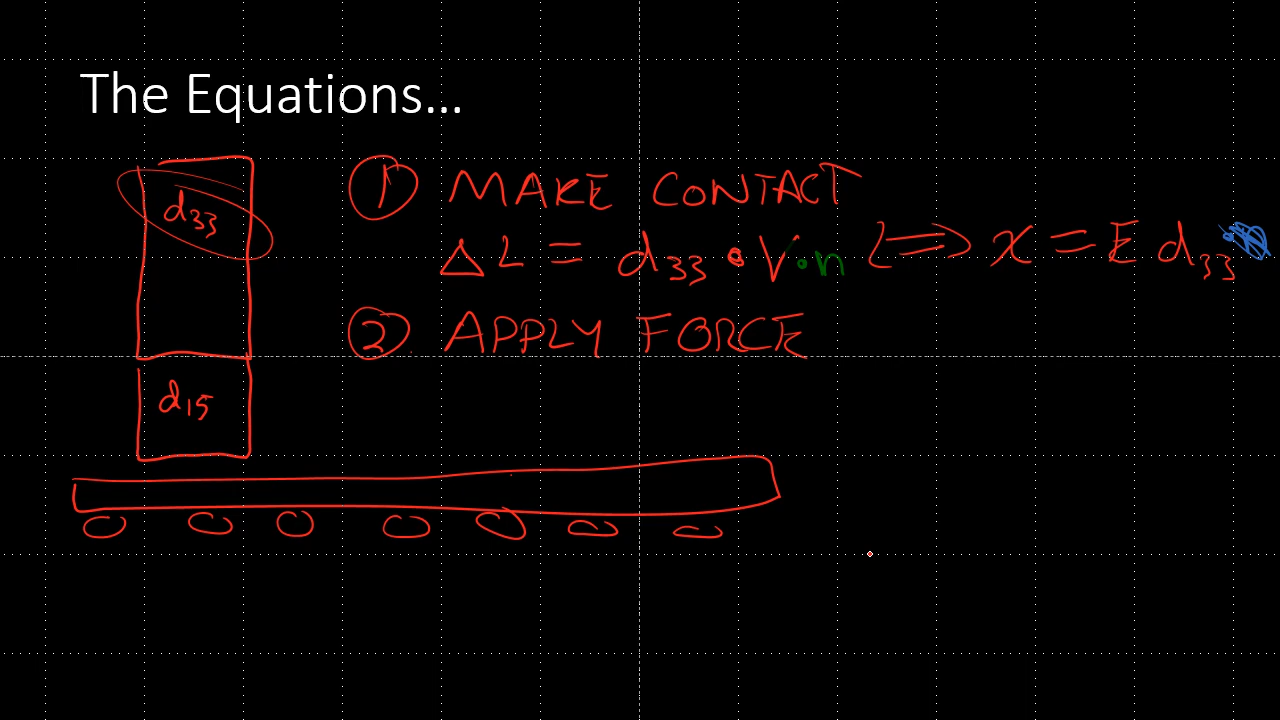 The Equations...
① MAKE CONTACT
ΔL = d33 • V • n ⟺ x = E d33
② APPLY FORCE
d33
d15